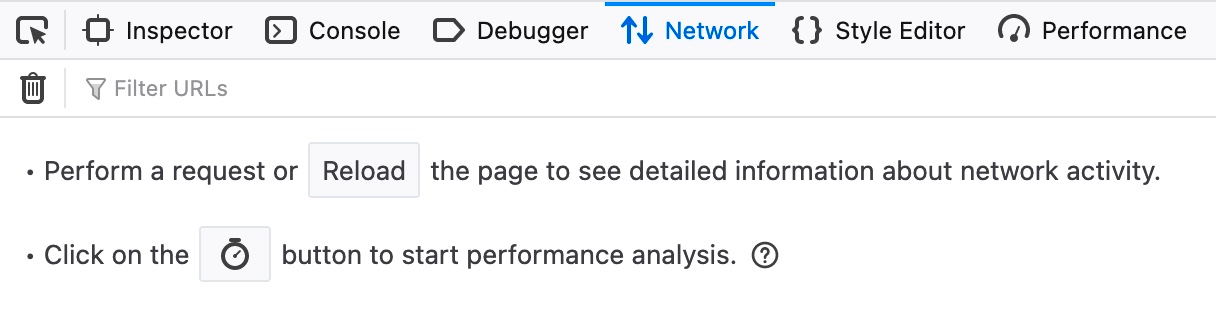 Inspector Console Debugger Network Style Editor Performance
Filter URLs
• Perform a request or Reload the page to see detailed information about network activity.
• Click on the button to start performance analysis. ?